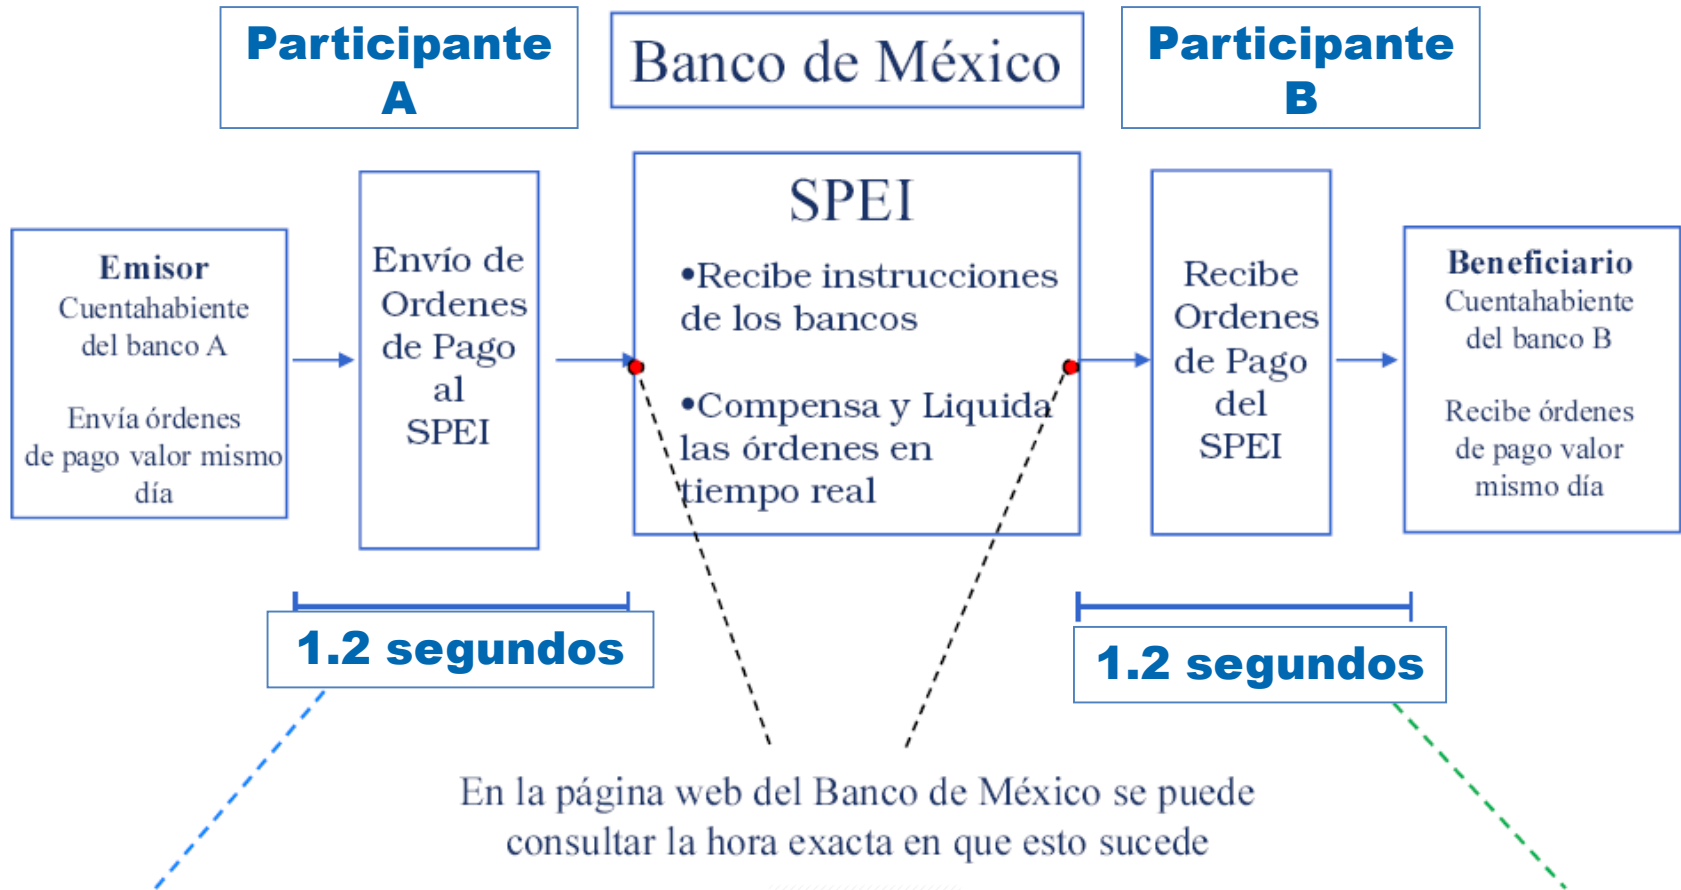 Participante
A
Banco de México
Participante
B
Emisor
Cuentahabiente
del banco A
Envía órdenes
de pago valor mismo
día
Envío de
Ordenes
de Pago
al
SPEI
SPEI
•Recibe instrucciones
de los bancos
•Compensa y Liquida
las órdenes en
tiempo real
Recibe
Ordenes
de Pago
del
SPEI
Beneficiario
Cuentahabiente
del banco B
Recibe órdenes
de pago valor
mismo día
1.2 segundos
1.2 segundos
En la página web del Banco de México se puede
consultar la hora exacta en que esto sucede